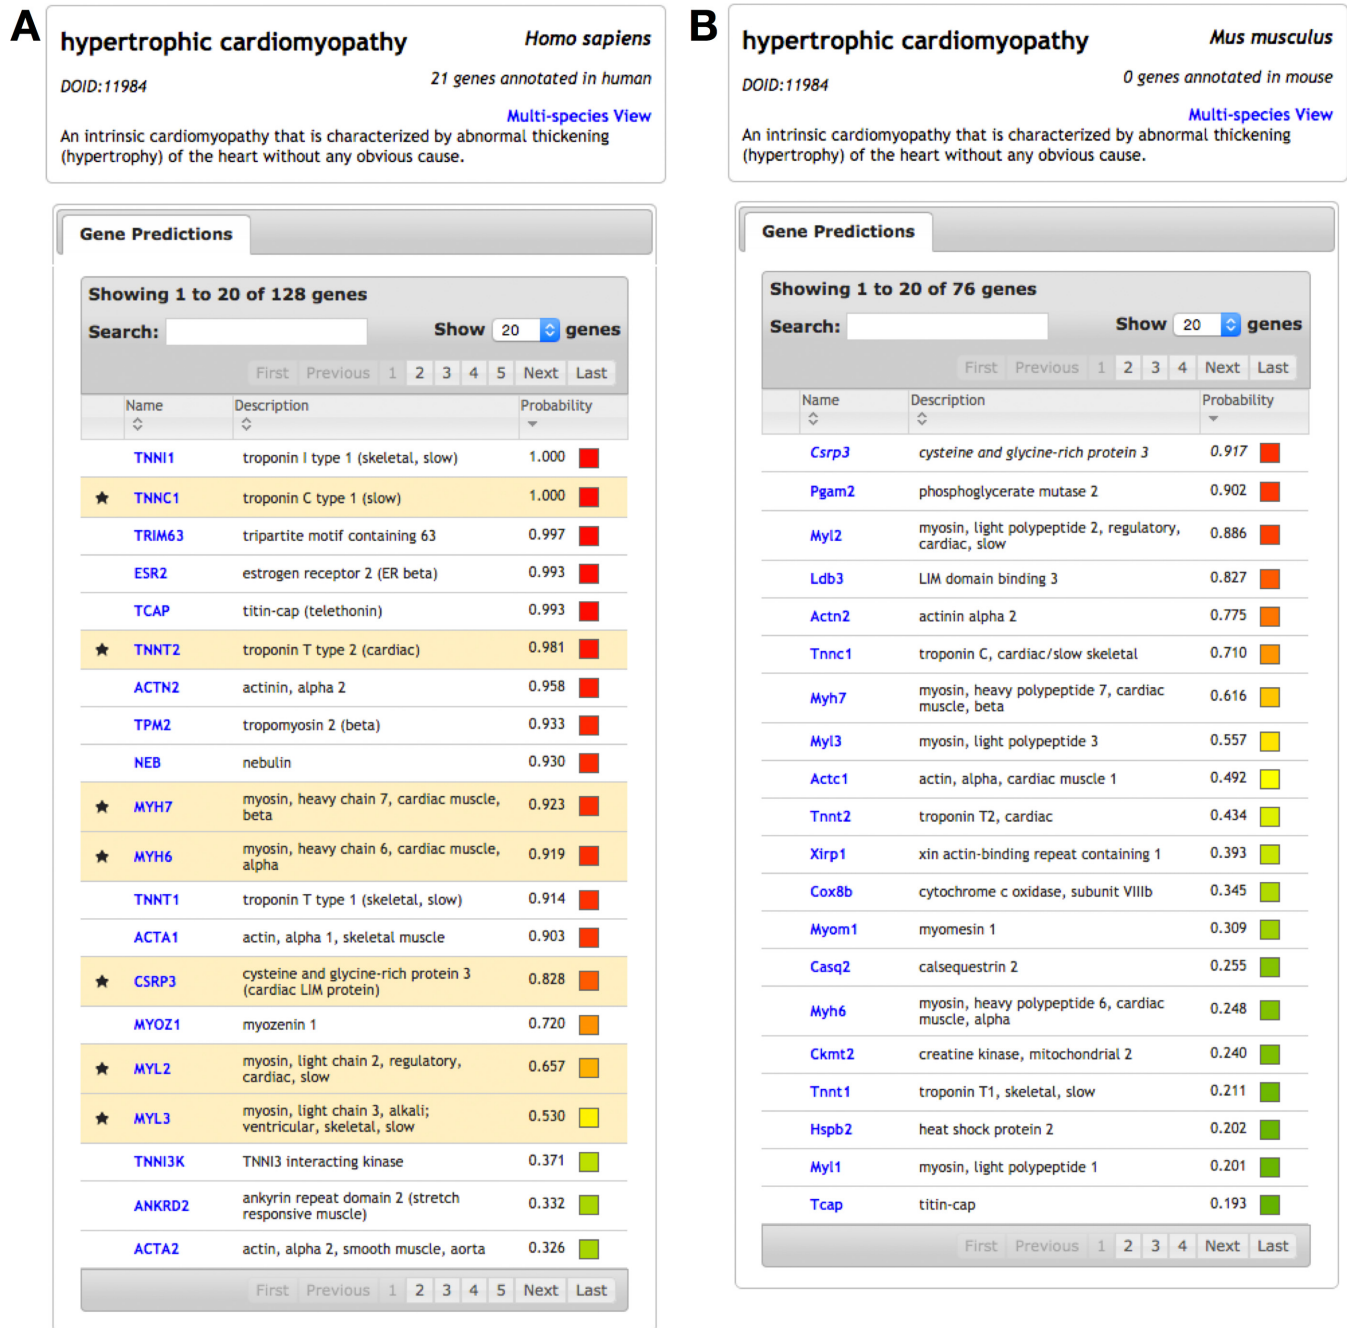 A
hypertrophic cardiomyopathy
Homo sapiens
DOID:11984
21 genes annotated in human
Multi-species View
An intrinsic cardiomyopathy that is characterized by abnormal thickening
(hypertrophy) of the heart without any obvious cause.
Gene Predictions
Showing 1 to 20 of 128 genes
Search:
Show 20 genes
First Previous 1 2 3 4 5 Next Last
Name Description Probability
TNNI1 troponin I type 1 (skeletal, slow) 1.000
TNNC1 troponin C type 1 (slow) 1.000
TRIM63 tripartite motif containing 63 0.997
ESR2 estrogen receptor 2 (ER beta) 0.993
TCAP titin-cap (telethonin) 0.993
TNNT2 troponin T type 2 (cardiac) 0.981
ACTN2 actinin, alpha 2 0.958
TPM2 tropomyosin 2 (beta) 0.933
NEB nebulin 0.930
MYH7 myosin, heavy chain 7, cardiac muscle, 0.923
beta
MYH6 myosin, heavy chain 6, cardiac muscle, 0.919
alpha
TNNT1 troponin T type 1 (skeletal, slow) 0.914
ACTA1 actin, alpha 1, skeletal muscle 0.903
CSRP3 cysteine and glycine-rich protein 3 0.828
(cardiac LIM protein)
MYOZ1 myozenin 1 0.720
MYL2 myosin, light chain 2, regulatory, 0.657
cardiac, slow
MYL3 myosin, light chain 3, alkali; 0.530
ventricular, skeletal, slow
TNNI3K TNNI3 interacting kinase 0.371
ANKRD2 ankyrin repeat domain 2 (stretch 0.332
responsive muscle)
ACTA2 actin, alpha 2, smooth muscle, aorta 0.326
First Previous 1 2 3 4 5 Next Last
B
hypertrophic cardiomyopathy
Mus musculus
DOID:11984
0 genes annotated in mouse
Multi-species View
An intrinsic cardiomyopathy that is characterized by abnormal thickening
(hypertrophy) of the heart without any obvious cause.
Gene Predictions
Showing 1 to 20 of 76 genes
Search:
Show 20 genes
First Previous 1 2 3 4 Next Last
Name Description Probability
Csrp3 cysteine and glycine-rich protein 3 0.917
Pgam2 phosphoglycerate mutase 2 0.902
Myl2 myosin, light polypeptide 2, regulatory, 0.886
cardiac, slow
Ldb3 LIM domain binding 3 0.827
Actn2 actinin alpha 2 0.775
Tnnc1 troponin C, cardiac/slow skeletal 0.710
Myh7 myosin, heavy polypeptide 7, cardiac 0.616
muscle, beta
Myl3 myosin, light polypeptide 3 0.557
Actc1 actin, alpha, cardiac muscle 1 0.492
Tnnt2 troponin T2, cardiac 0.434
Xirp1 xin actin-binding repeat containing 1 0.393
Cox8b cytochrome c oxidase, subunit VIIIb 0.345
Myom1 myomesin 1 0.309
Casq2 calsequestrin 2 0.255
Myh6 myosin, heavy polypeptide 6, cardiac 0.248
muscle, alpha
Ckmt2 creatine kinase, mitochondrial 2 0.240
Tnnt1 troponin T1, skeletal, slow 0.211
Hspb2 heat shock protein 2 0.202
Myl1 myosin, light polypeptide 1 0.201
Tcap titin-cap 0.193
First Previous 1 2 3 4 Next Last